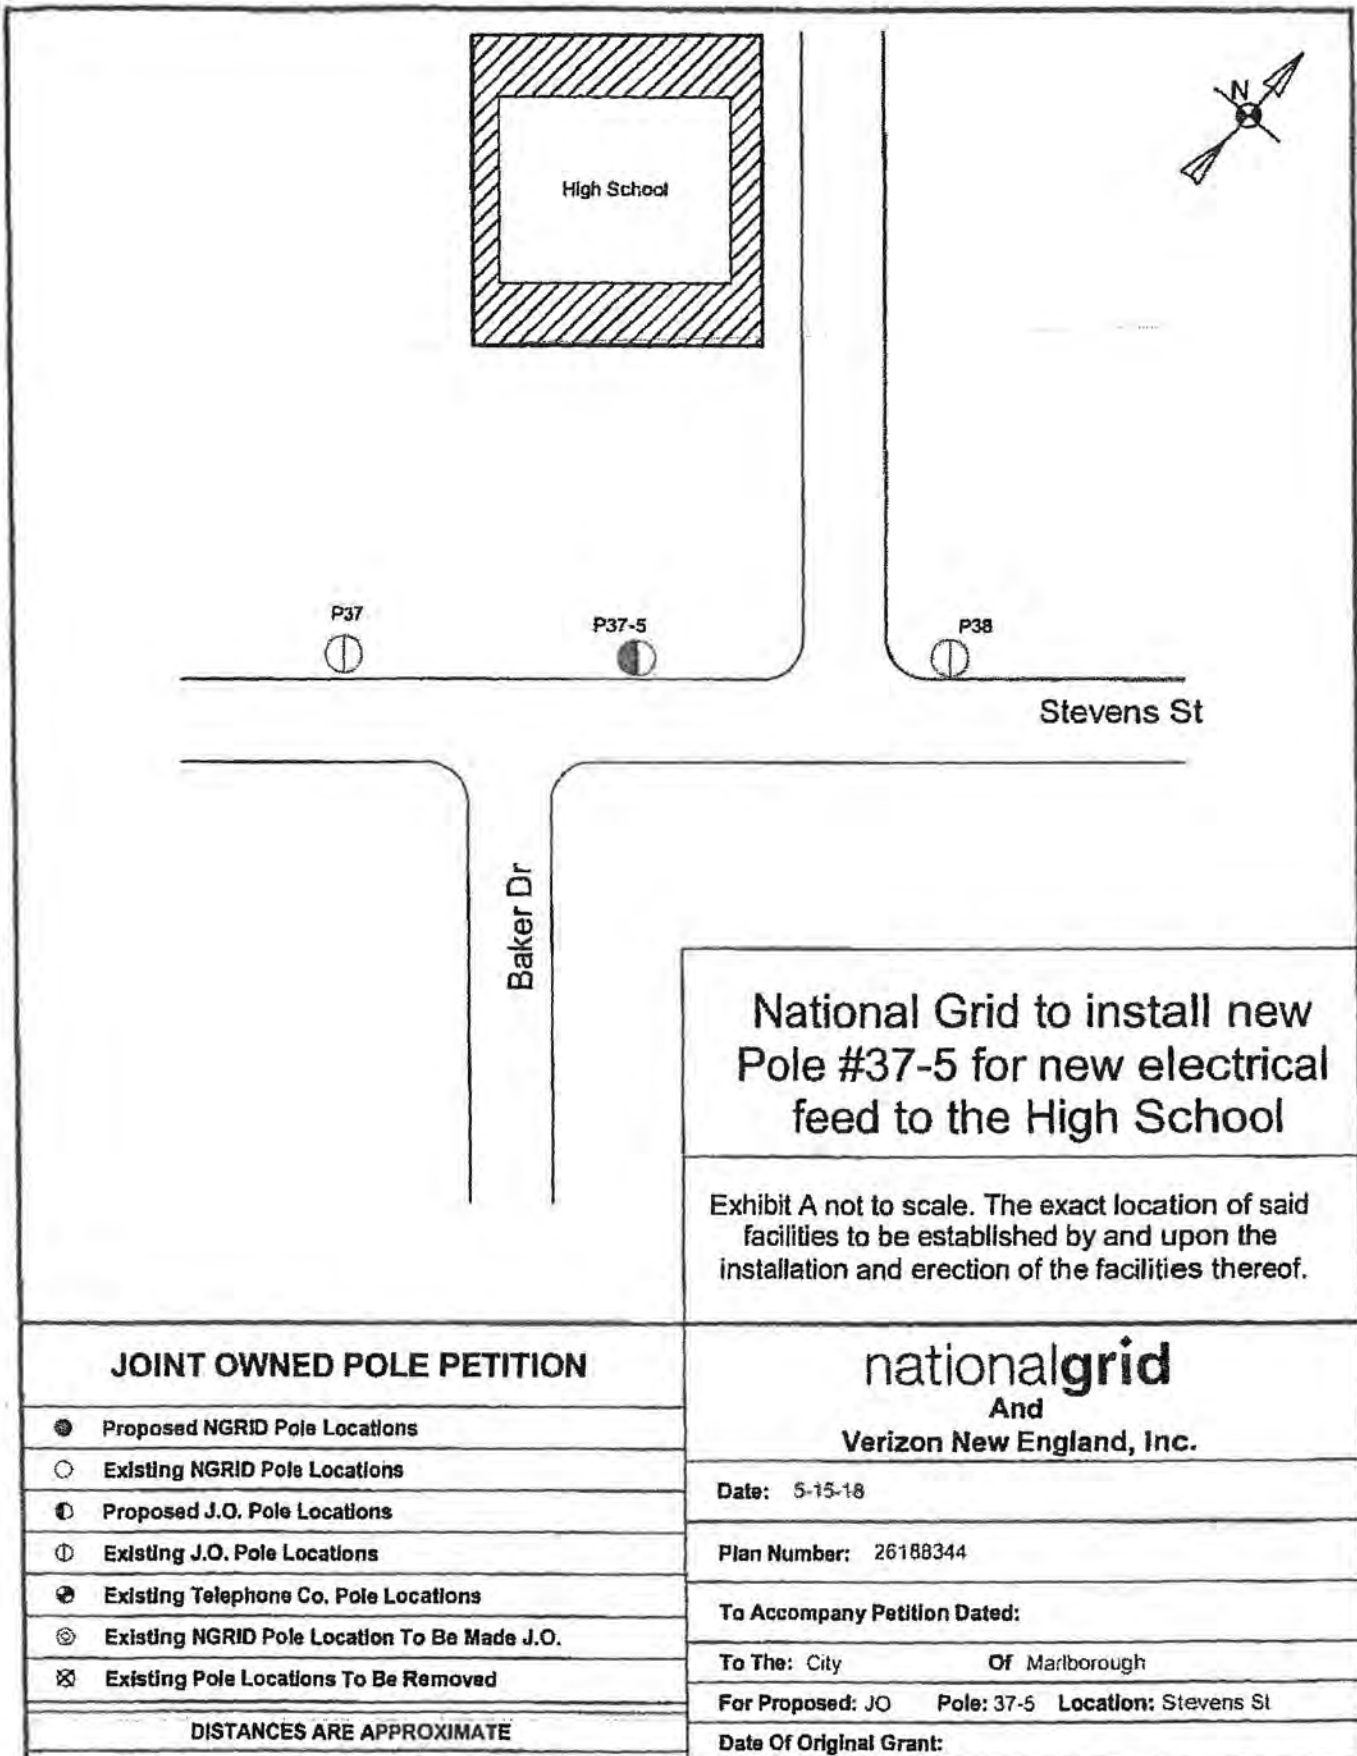 N
High School
P37
P37-5
P38
Stevens St
Baker Dr
National Grid to install new
Pole #37-5 for new electrical
feed to the High School
Exhibit A not to scale. The exact location of said
facilities to be established by and upon the
installation and erection of the facilities thereof.
JOINT OWNED POLE PETITION
Proposed NGRID Pole Locations
Existing NGRID Pole Locations
Proposed J.O. Pole Locations
Existing J.O. Pole Locations
Existing Telephone Co. Pole Locations
Existing NGRID Pole Location To Be Made J.O.
Existing Pole Locations To Be Removed
DISTANCES ARE APPROXIMATE
nationalgrid
And
Verizon New England, Inc.
Date: 5-15-18
Plan Number: 26188344
To Accompany Petition Dated:
To The: City Of Marlborough
For Proposed: JO Pole: 37-5 Location: Stevens St
Date Of Original Grant: